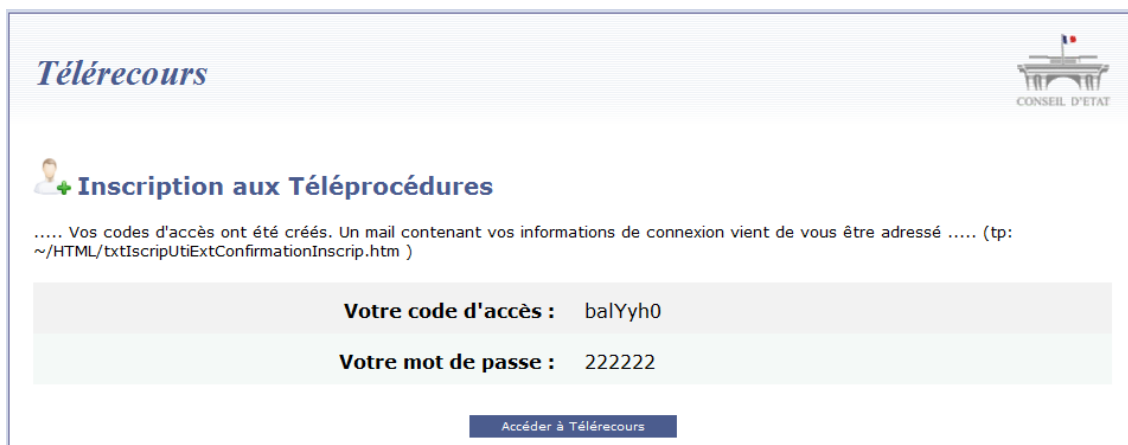 Télérecours
CONSEIL D'ETAT
Inscription aux Téléprocédures
..... Vos codes d'accès ont été créés. Un mail contenant vos informations de connexion vient de vous être adressé ..... (tp:
~/HTML/txtIscripUtiExtConfirmationInscrip.htm )
Votre code d'accès : balYyh0
Votre mot de passe : 222222
Accéder à Télérecours